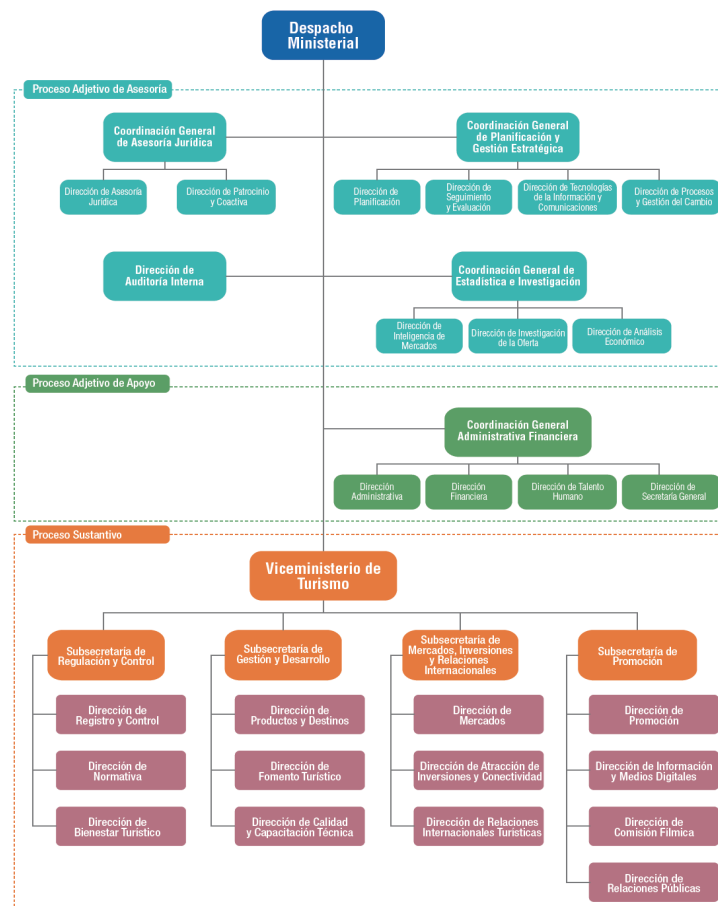 Despacho
Ministerial
Proceso Adjetivo de Asesoría
Coordinación General
de Asesoría Jurídica
Coordinación General
de Planificación y
Gestión Estratégica
Dirección de Asesoría
Jurídica
Dirección de Patrocinio
y Coactiva
Dirección de
Planificación
Dirección de
Seguimiento
y Evaluación
Dirección de Tecnologías
de la Información y
Comunicaciones
Dirección de Procesos
y Gestión del Cambio
Dirección de
Auditoría Interna
Coordinación General de
Estadística e Investigación
Dirección de
Inteligencia de
Mercados
Dirección de Investigación
de la Oferta
Dirección de Análisis
Económico
Proceso Adjetivo de Apoyo
Coordinación General
Administrativa Financiera
Dirección
Administrativa
Dirección
Financiera
Dirección de Talento
Humano
Dirección de
Secretaría General
Proceso Sustantivo
Viceministerio de
Turismo
Subsecretaría de
Regulación y Control
Subsecretaría de
Gestión y Desarrollo
Subsecretaría de
Mercados, Inversiones
y Relaciones
Internacionales
Subsecretaría de
Promoción
Dirección de
Registro y Control
Dirección de
Productos y Destinos
Dirección de
Mercados
Dirección de
Promoción
Dirección de
Normativa
Dirección de
Fomento Turístico
Dirección de Atracción de
Inversiones y Conectividad
Dirección de Información
y Medios Digitales
Dirección de
Bienestar Turístico
Dirección de Calidad
y Capacitación Técnica
Dirección de Relaciones
Internacionales Turísticas
Dirección de
Comisión Fílmica
Dirección de
Relaciones Públicas